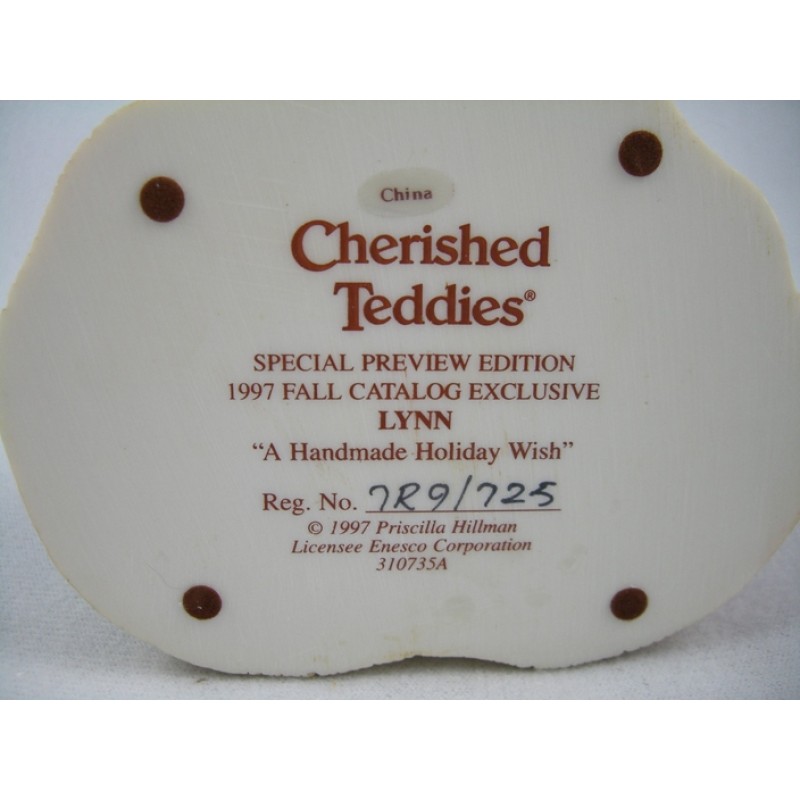 China
Cherished
Teddies®
SPECIAL PREVIEW EDITION
1997 FALL CATALOG EXCLUSIVE
LYNN
“A Handmade Holiday Wish”
Reg. No. 7R9/725
© 1997 Priscilla Hillman
Licensee Enesco Corporation
310735A